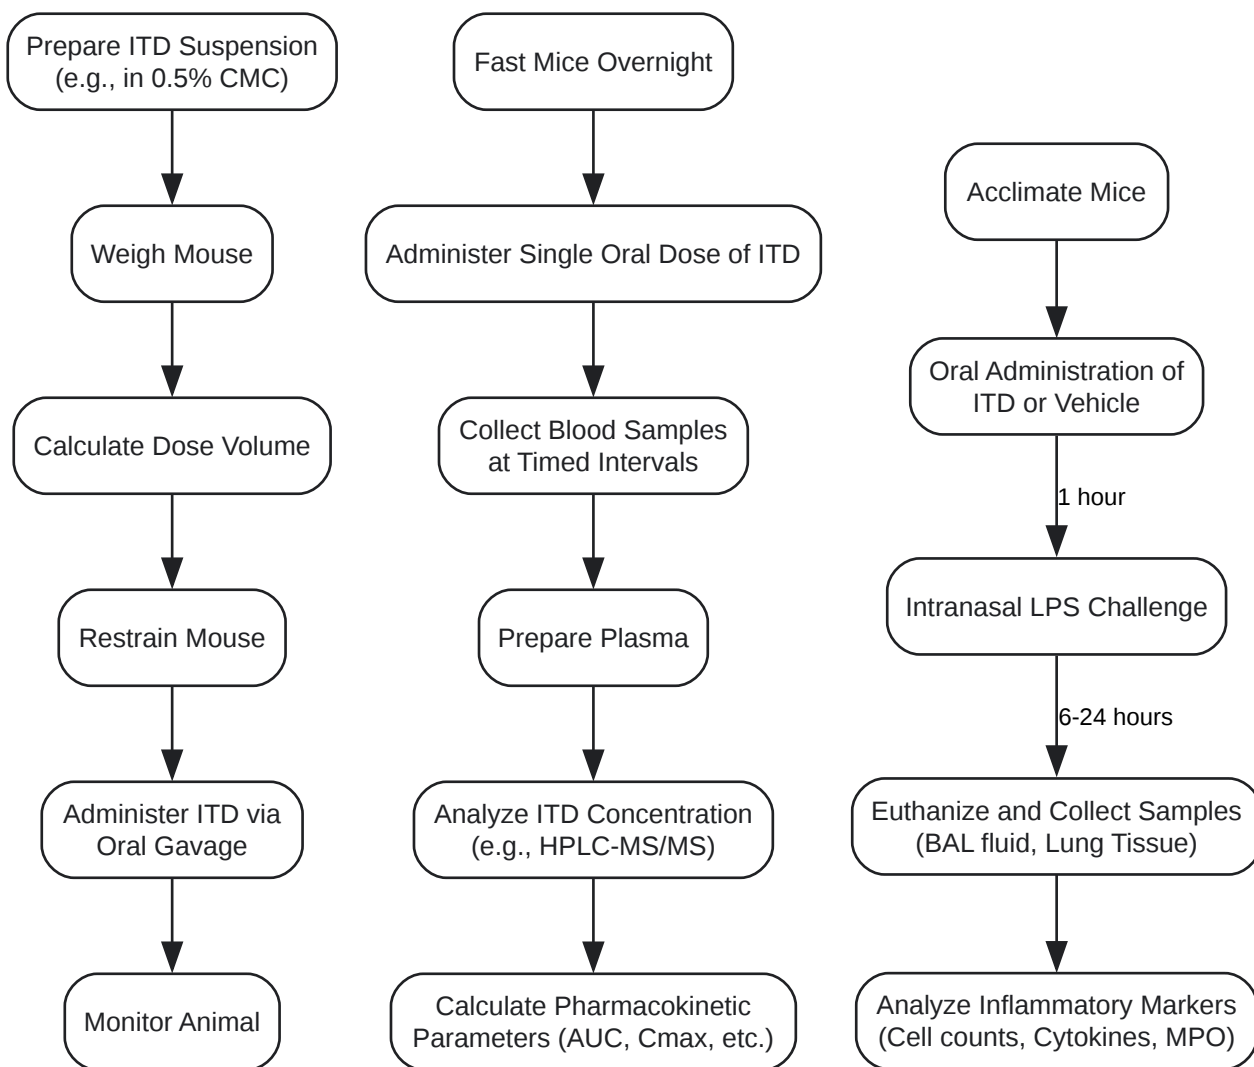 Prepare ITD Suspension
(e.g., in 0.5% CMC)
Weigh Mouse
Calculate Dose Volume
Restrain Mouse
Administer ITD via
Oral Gavage
Monitor Animal
Fast Mice Overnight
Administer Single Oral Dose of ITD
Collect Blood Samples
at Timed Intervals
Prepare Plasma
Analyze ITD Concentration
(e.g., HPLC-MS/MS)
Calculate Pharmacokinetic
Parameters (AUC, Cmax, etc.)
Acclimate Mice
Oral Administration of
ITD or Vehicle
1 hour
Intranasal LPS Challenge
6-24 hours
Euthanize and Collect Samples
(BAL fluid, Lung Tissue)
Analyze Inflammatory Markers
(Cell counts, Cytokines, MPO)